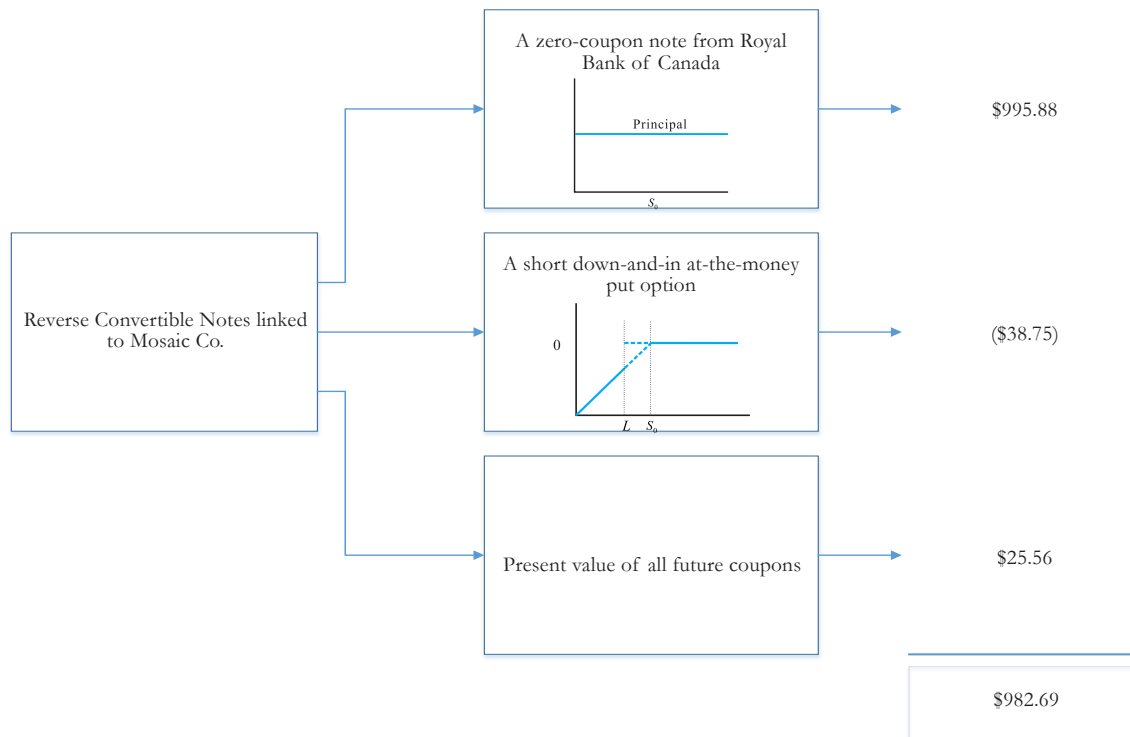 A zero-coupon note from Royal
Bank of Canada
Principal
S₀
$995.88
Reverse Convertible Notes linked
to Mosaic Co.
A short down-and-in at-the-money
put option
0
L S₀
($38.75)
Present value of all future coupons
$25.56
$982.69